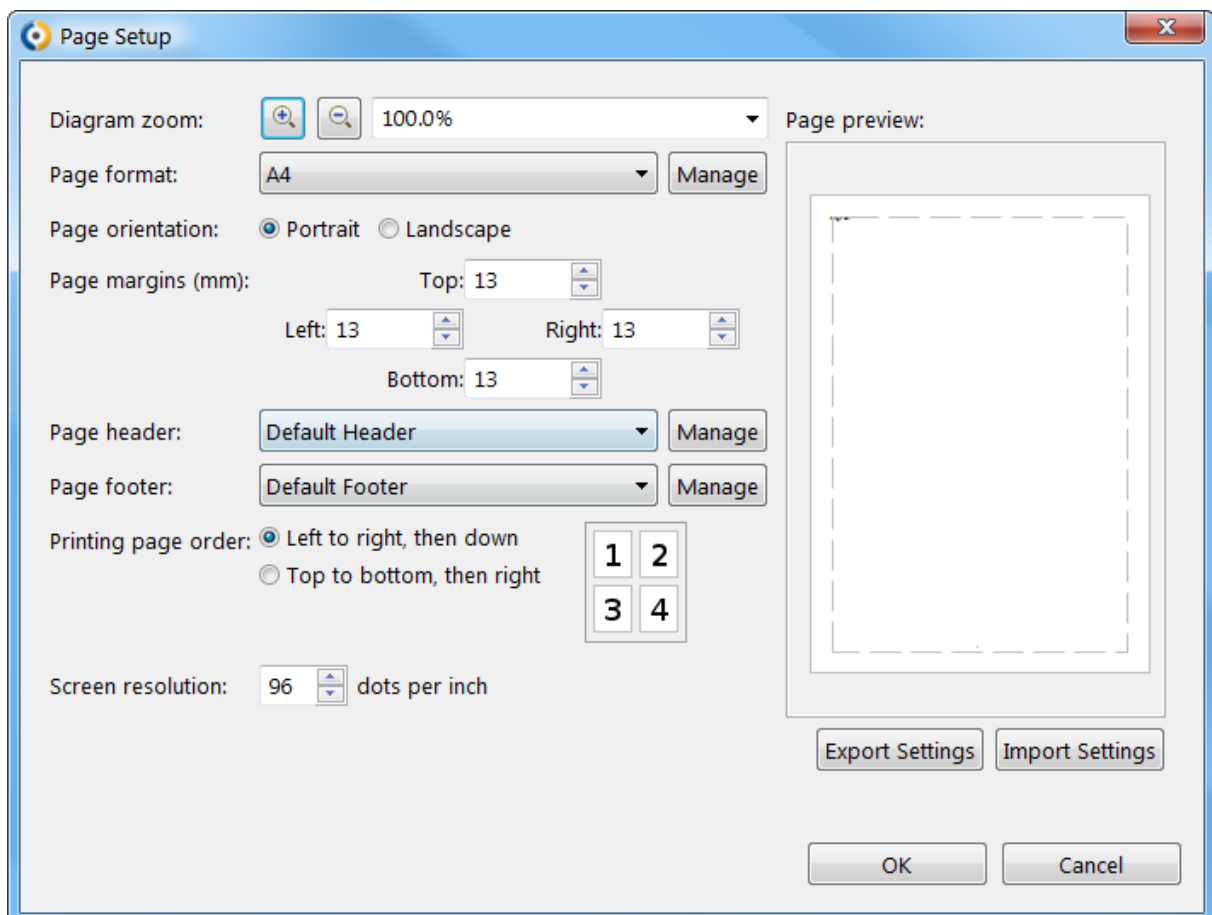 Page Setup
Diagram zoom: 100.0% Page preview:
Page format: A4 Manage
Page orientation: Portrait Landscape
Page margins (mm): Top: 13
Left: 13 Right: 13
Bottom: 13
Page header: Default Header Manage
Page footer: Default Footer Manage
Printing page order: Left to right, then down
Top to bottom, then right
1 2
3 4
Screen resolution: 96 dots per inch
Export Settings Import Settings
OK Cancel